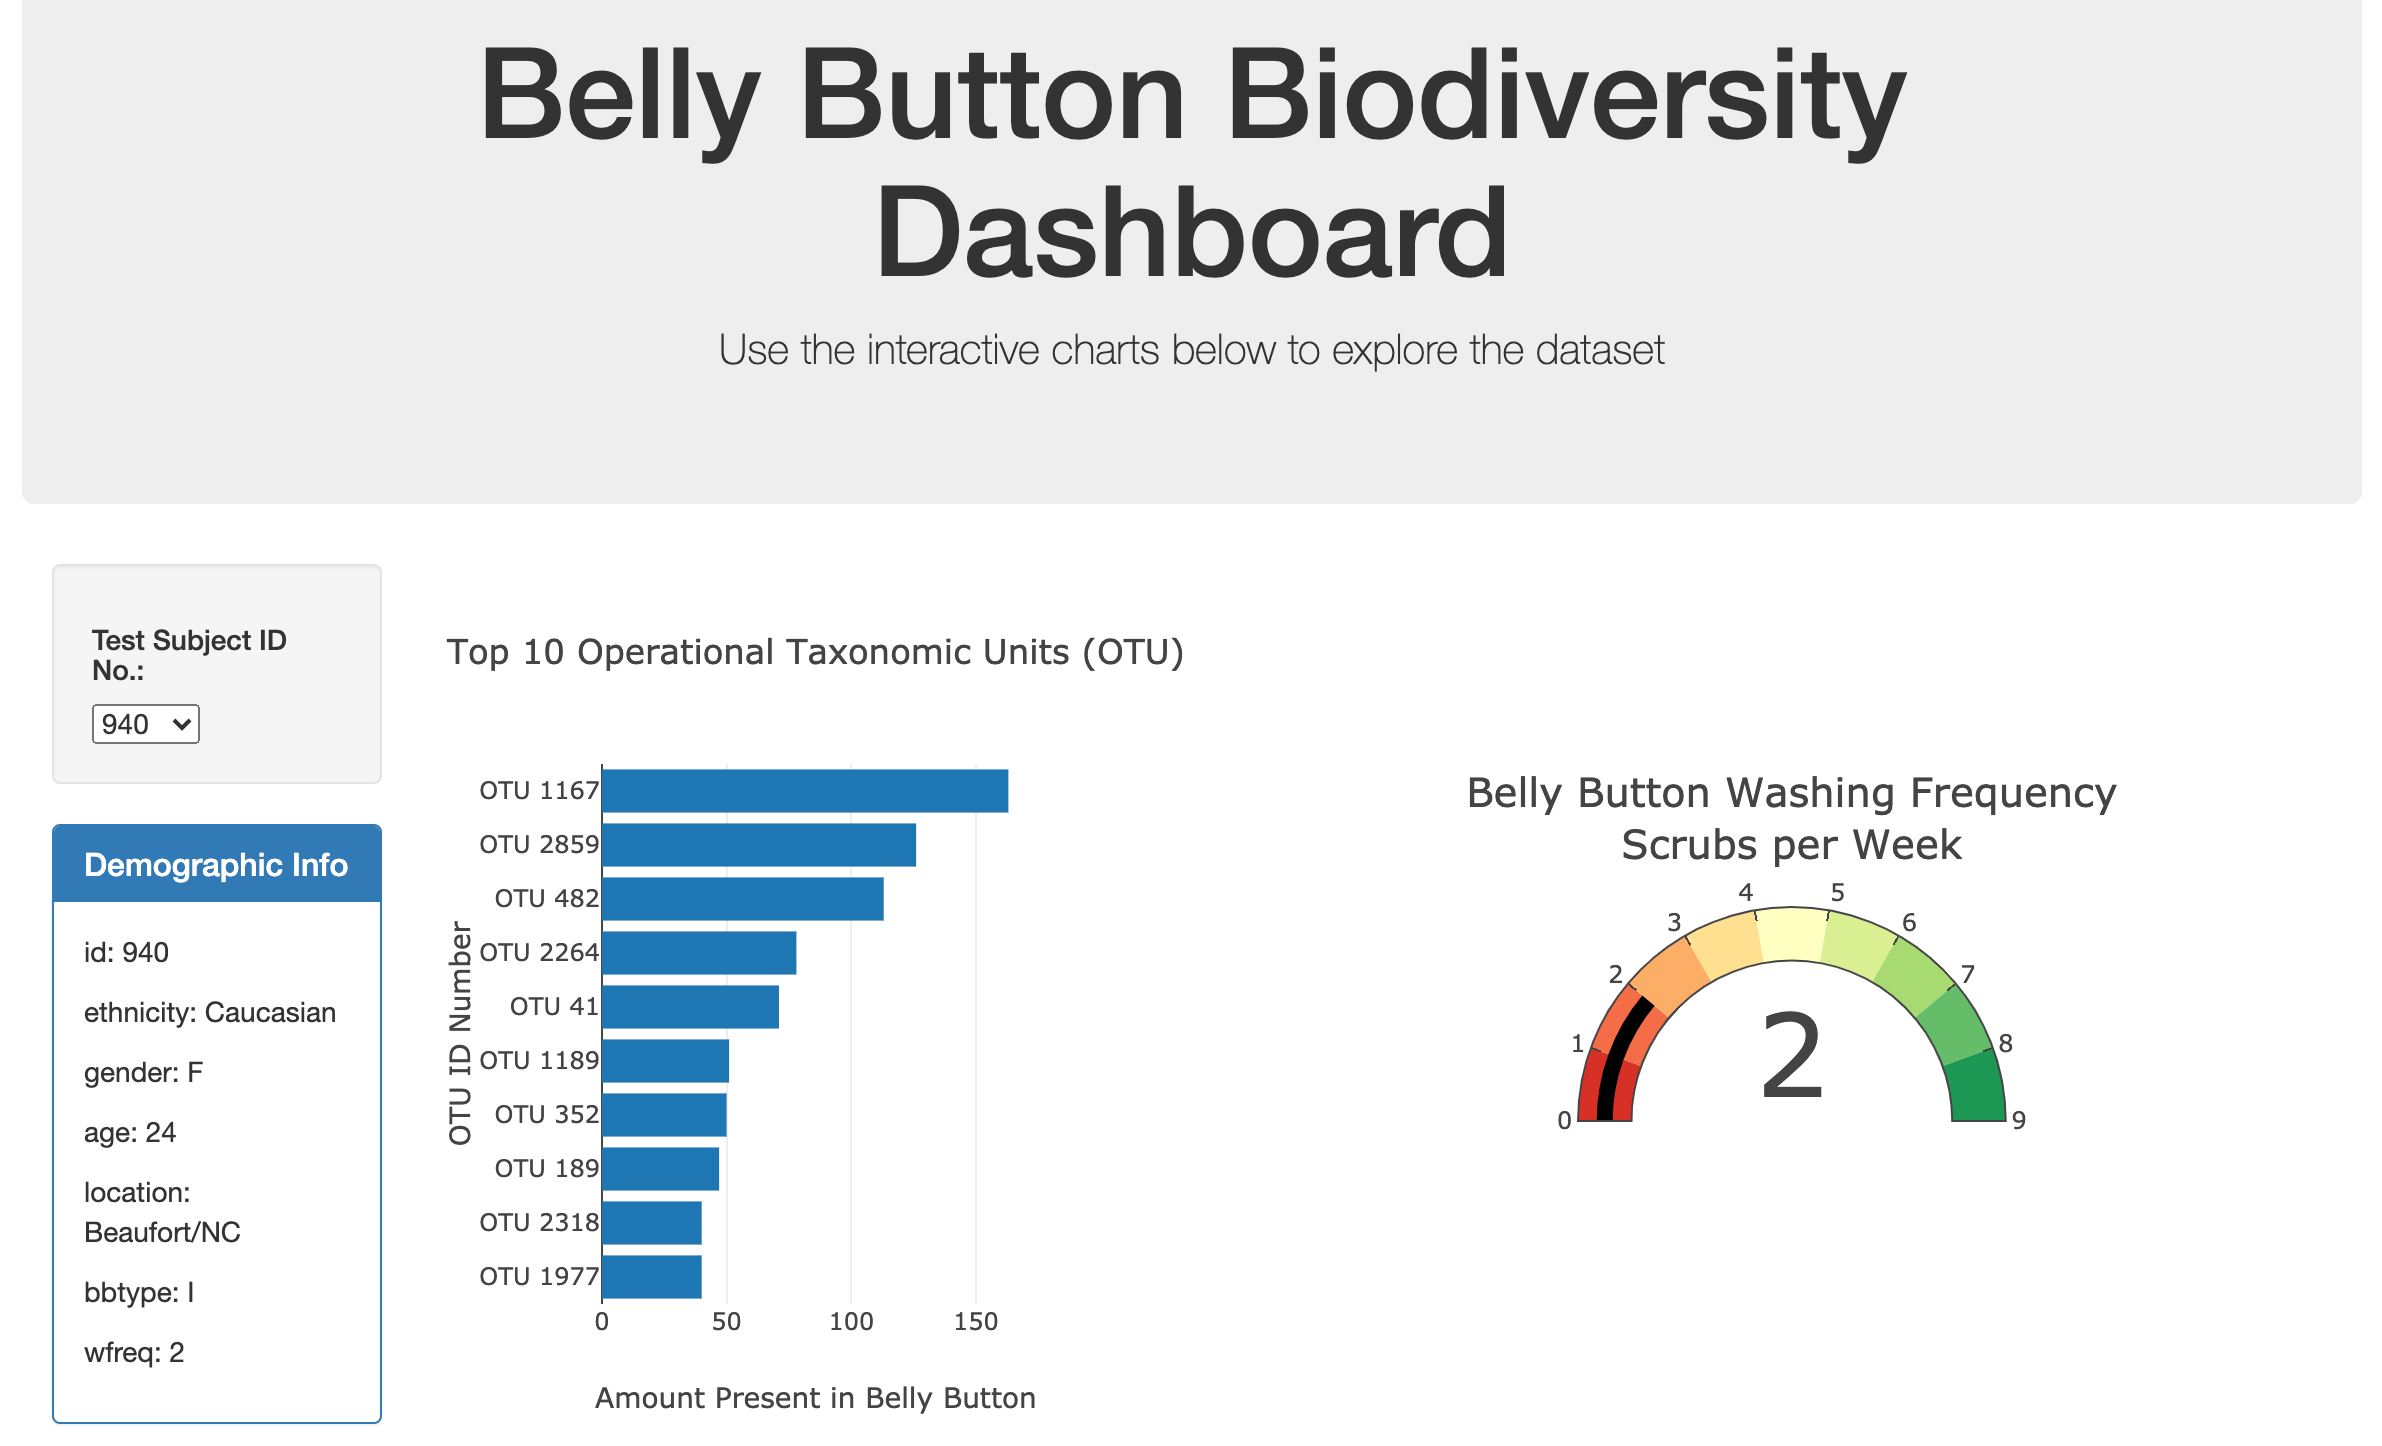 Belly Button Biodiversity
Dashboard
Use the interactive charts below to explore the dataset
Test Subject ID
No.:
940
Demographic Info
id: 940
ethnicity: Caucasian
gender: F
age: 24
location:
Beaufort/NC
bbtype: I
wfreq: 2
Top 10 Operational Taxonomic Units (OTU)
OTU ID Number
OTU 1167
OTU 2859
OTU 482
OTU 2264
OTU 41
OTU 1189
OTU 352
OTU 189
OTU 2318
OTU 1977
0 50 100 150
Amount Present in Belly Button
Belly Button Washing Frequency
Scrubs per Week
0
1
2
3
4
5
6
7
8
9
2